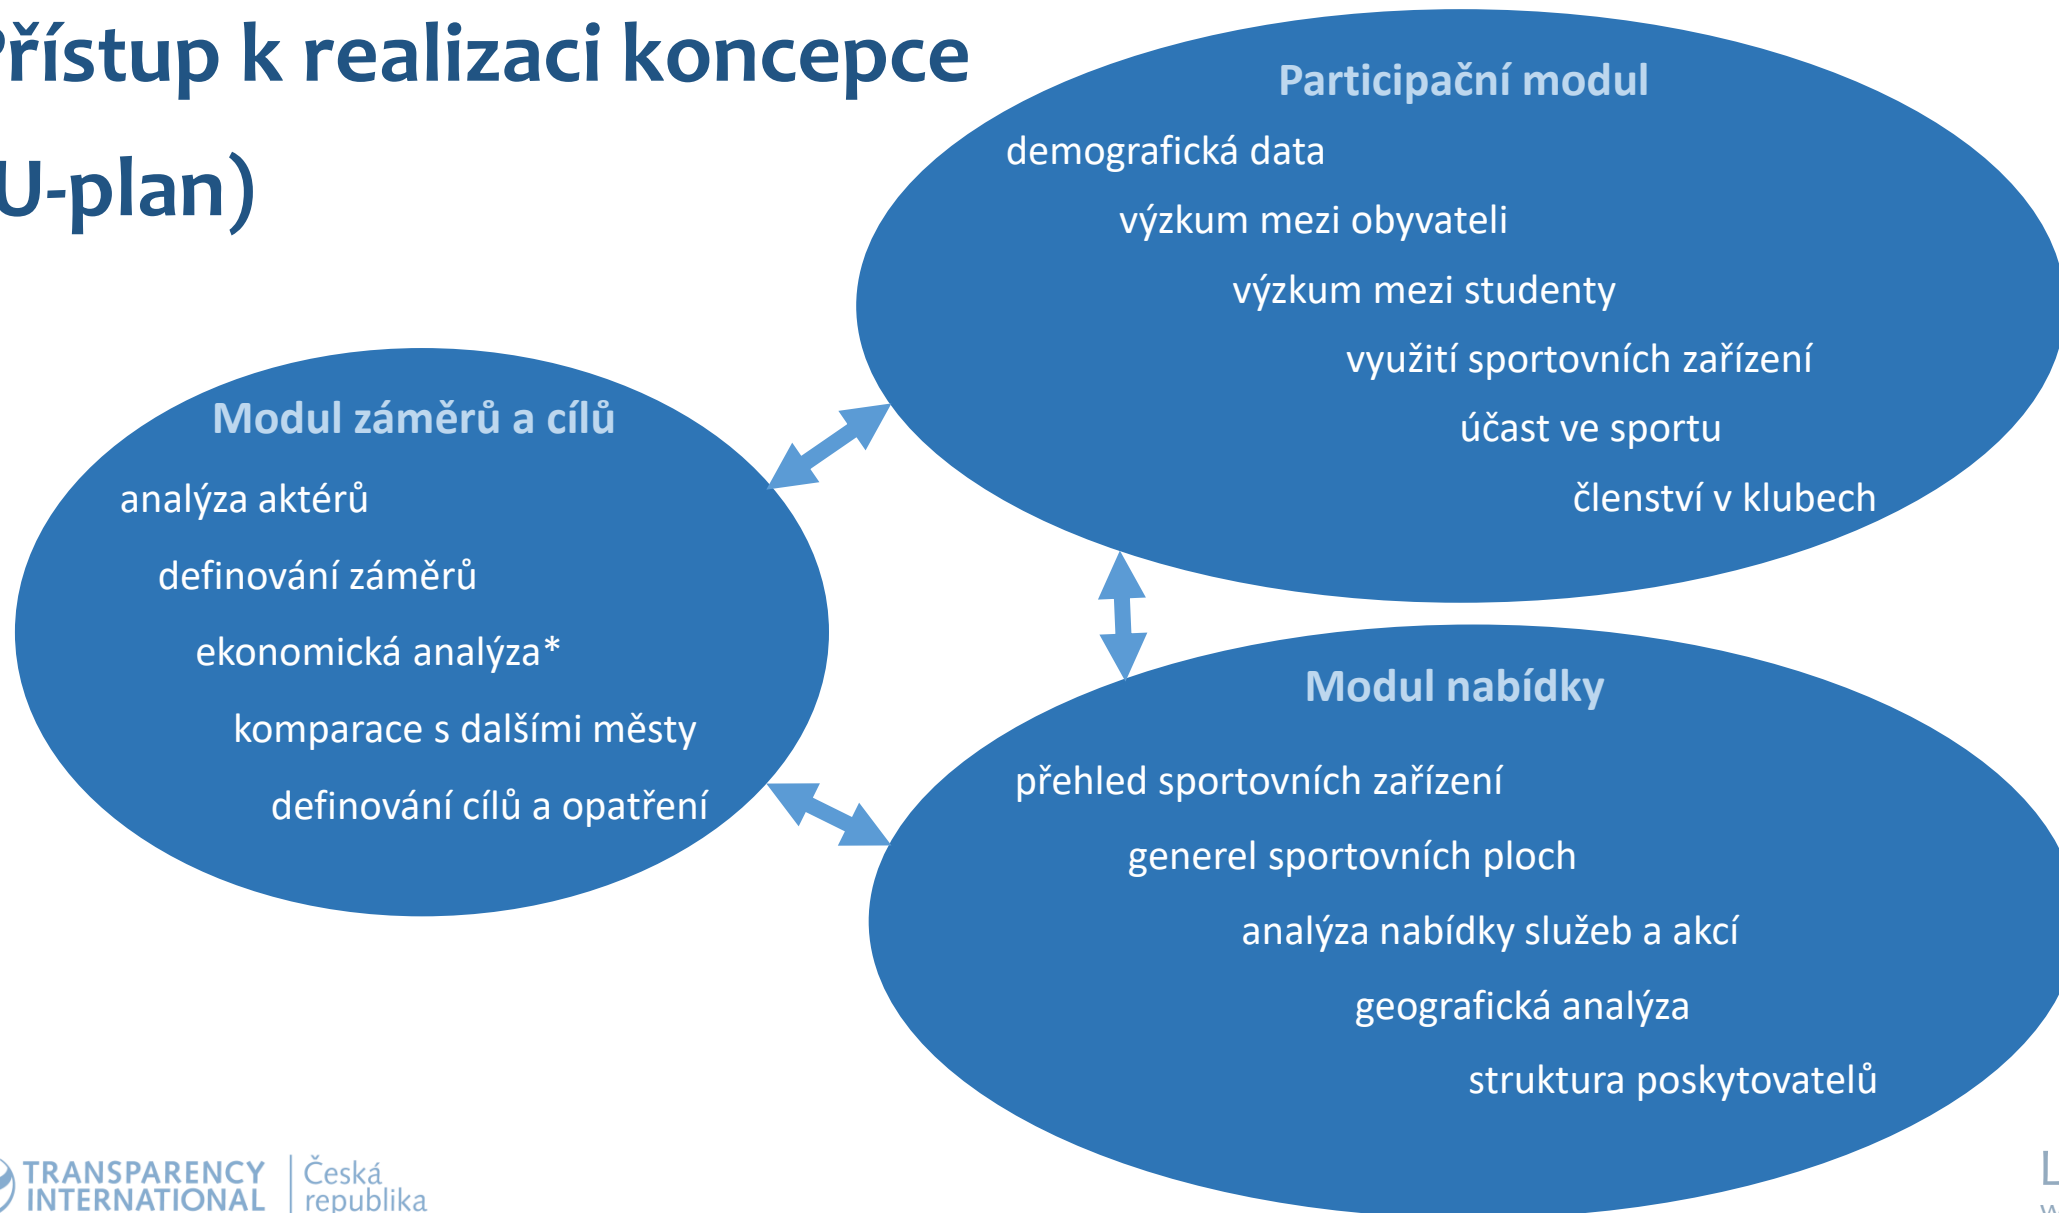 Přístup k realizaci koncepce
U-plan)
Participační modul
demografická data
výzkum mezi obyvateli
výzkum mezi studenty
využití sportovních zařízení
účast ve sportu
členství v klubech
Modul záměrů a cílů
analýza aktérů
definování záměrů
ekonomická analýza*
komparace s dalšími městy
definování cílů a opatření
Modul nabídky
přehled sportovních zařízení
generel sportovních ploch
analýza nabídky služeb a akcí
geografická analýza
struktura poskytovatelů
TRANSPARENCY
INTERNATIONAL
Česká
republika
L